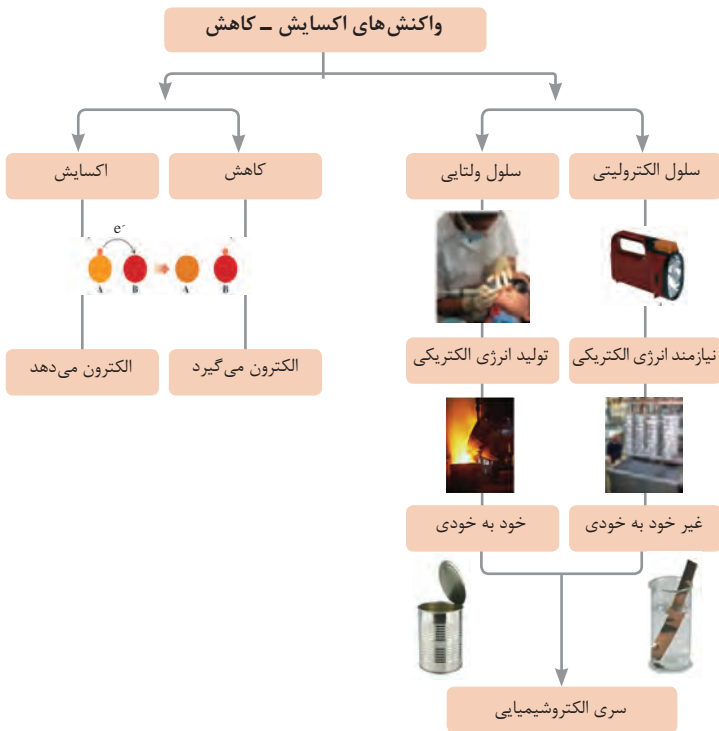 واکنش‌های اکسایش ــ کاهش
سلول الکترولیتی
سلول ولتایی
کاهش
اکسایش
e⁻
A B A B
نیازمند انرژی الکتریکی
تولید انرژی الکتریکی
الکترون می‌گیرد
الکترون می‌دهد
غیر خود به خودی
خود به خودی
سری الکتروشیمیایی